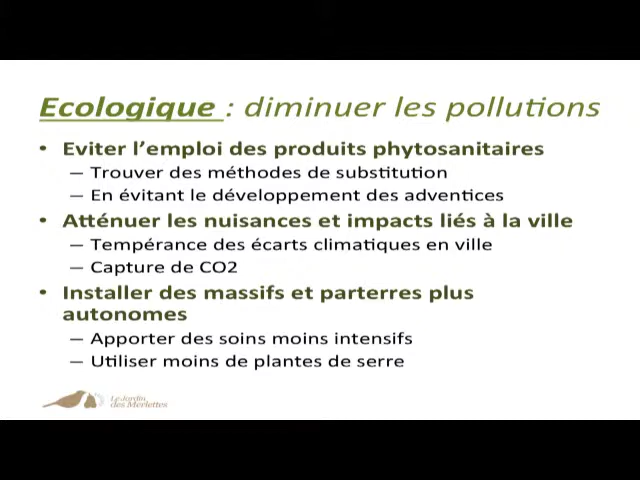 Ecologique : diminuer les pollutions
• Eviter l’emploi des produits phytosanitaires
– Trouver des méthodes de substitution
– En évitant le développement des adventices
• Atténuer les nuisances et impacts liés à la ville
– Tempérance des écarts climatiques en ville
– Capture de CO2
• Installer des massifs et parterres plus
autonomes
– Apporter des soins moins intensifs
– Utiliser moins de plantes de serre
Le Jardin
des Merlettes